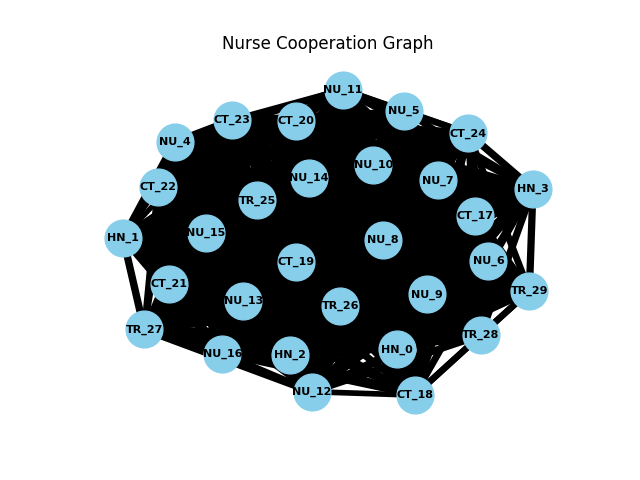 Nurse Cooperation Graph
NU_11
NU_5
CT_23
CT_20
CT_24
NU_4
NU_10
NU_14
NU_7
CT_22
HN_3
TR_25
CT_17
NU_15
HN_1
NU_8
CT_19
NU_6
CT_21
TR_29
NU_9
NU_13
TR_26
TR_27
TR_28
HN_0
NU_16
HN_2
NU_12
CT_18